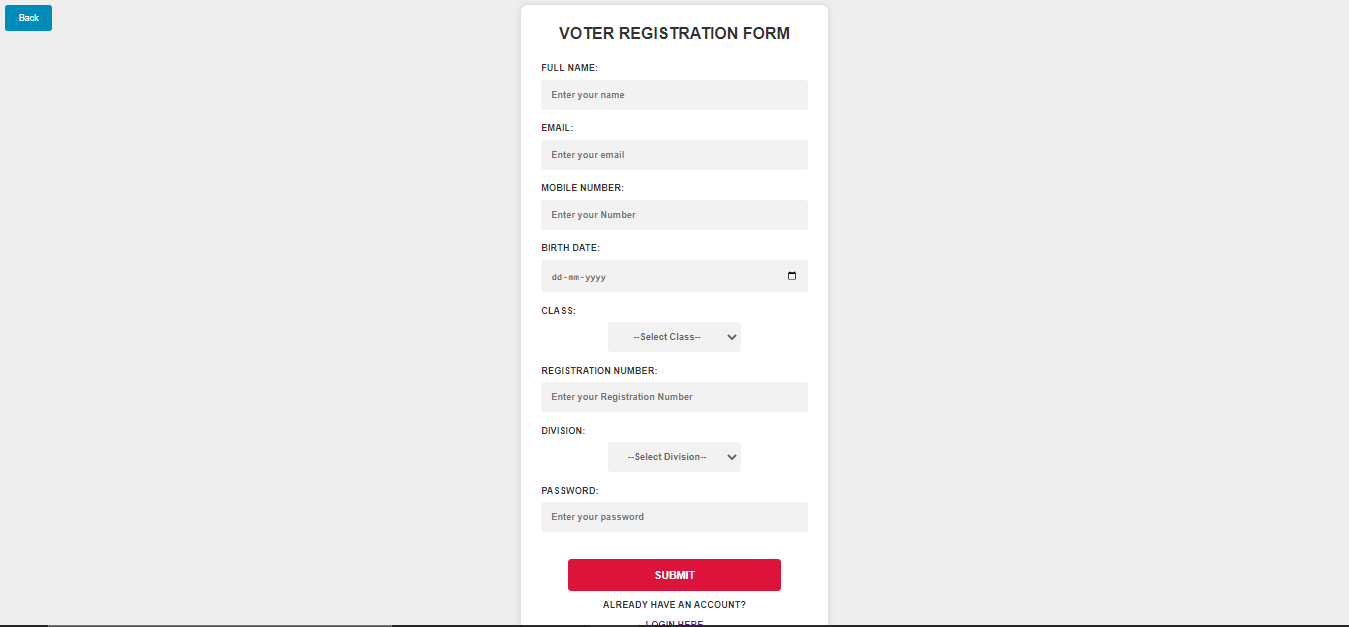 Back
VOTER REGISTRATION FORM
FULL NAME:
Enter your name
EMAIL:
Enter your email
MOBILE NUMBER:
Enter your Number
BIRTH DATE:
dd-mm-yyyy
CLASS:
--Select Class--
REGISTRATION NUMBER:
Enter your Registration Number
DIVISION:
--Select Division--
PASSWORD:
Enter your password
SUBMIT
ALREADY HAVE AN ACCOUNT?
LOGIN HERE